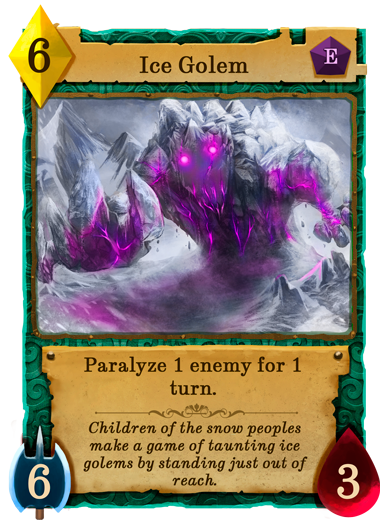 6
Ice Golem
E
Paralyze 1 enemy for 1
turn.
Children of the snow peoples
make a game of taunting ice
golems by standing just out of
reach.
6
3